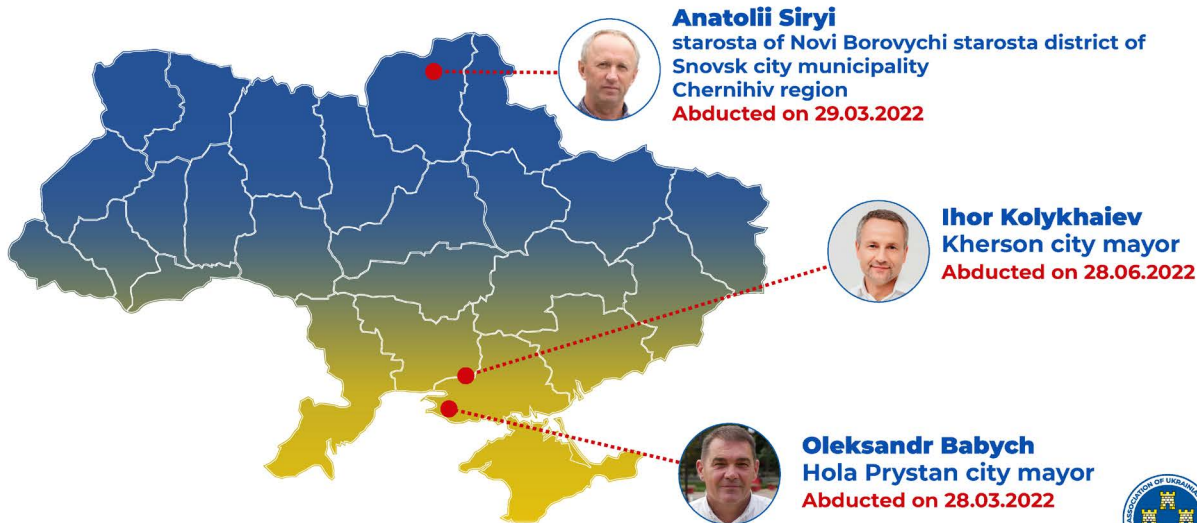 Anatolii Siryi
starosta of Novi Borovychi starosta district of
Snovsk city municipality
Chernihiv region
Abducted on 29.03.2022
Ihor Kolykhaiev
Kherson city mayor
Abducted on 28.06.2022
Oleksandr Babych
Hola Prystan city mayor
Abducted on 28.03.2022
ASSOCIATION OF